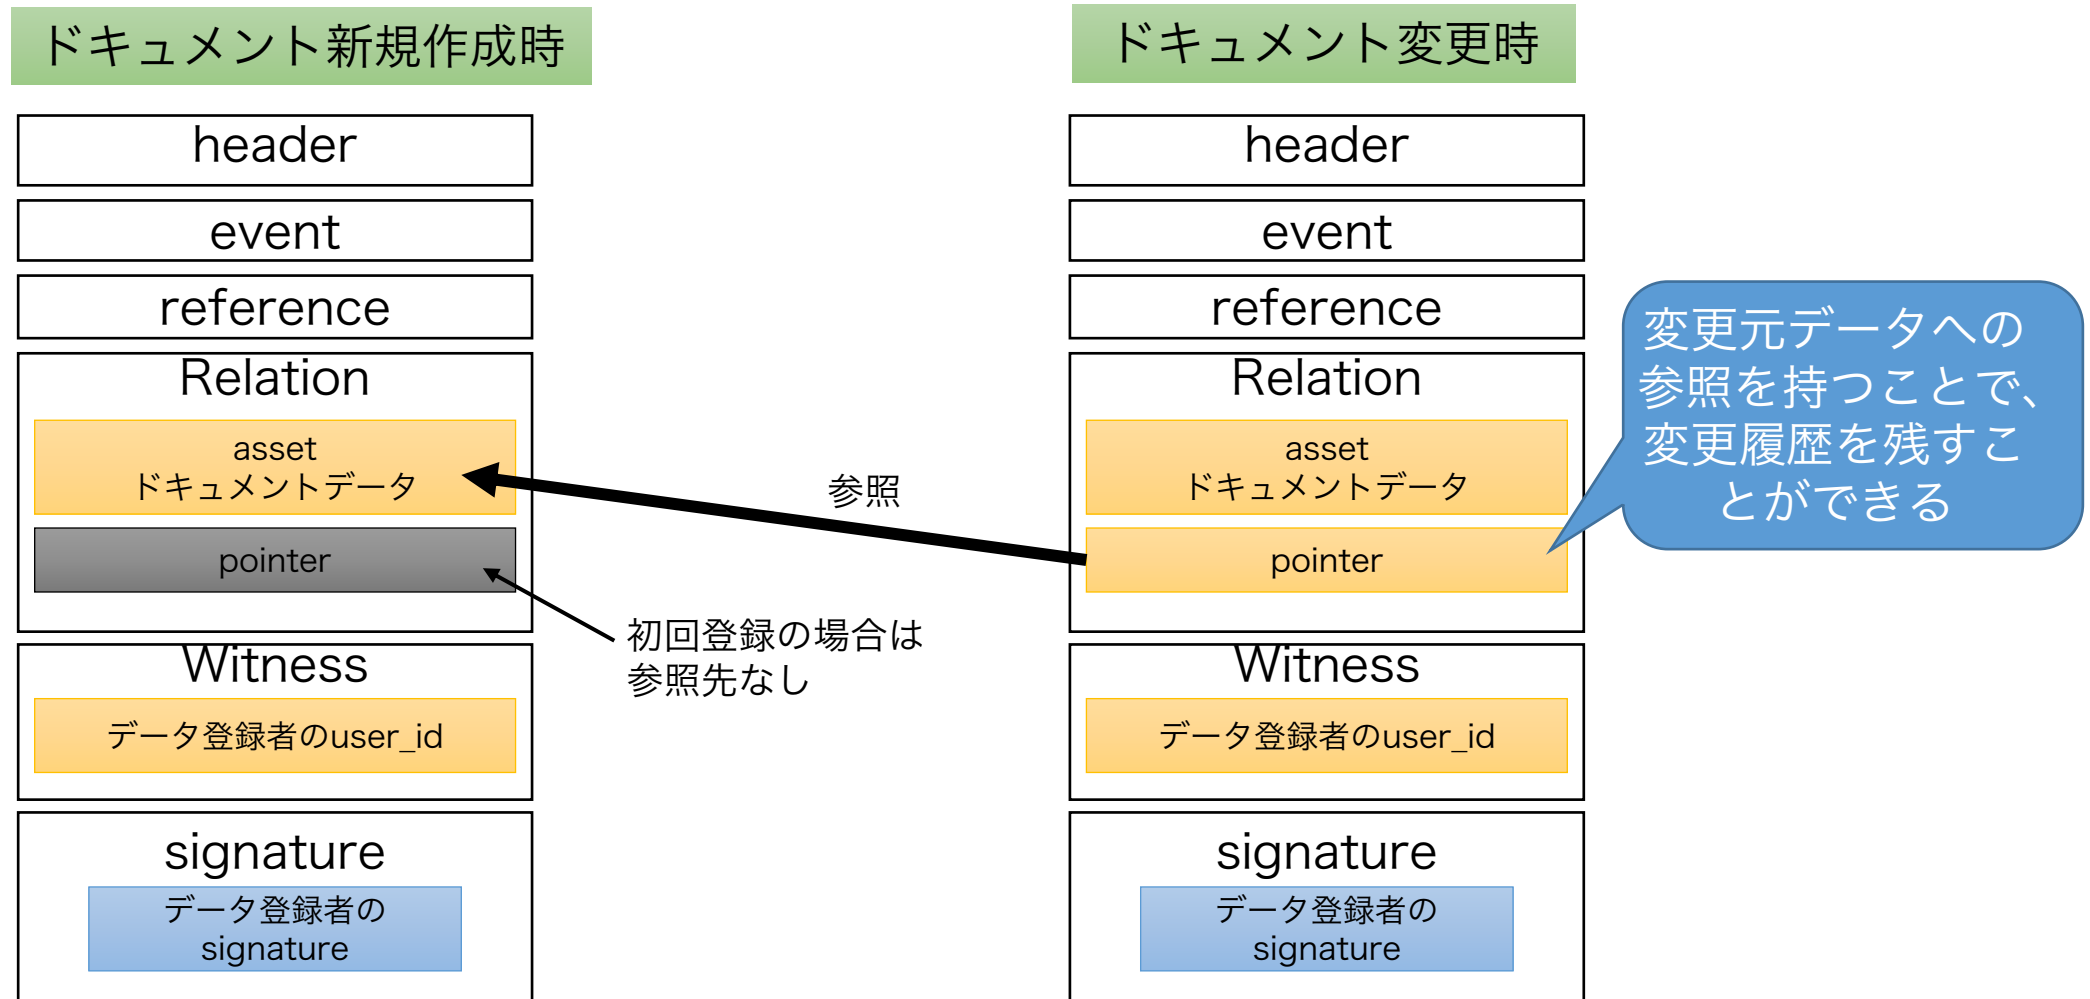 ドキュメント新規作成時
header
event
reference
Relation
asset
ドキュメントデータ
pointer
Witness
データ登録者のuser_id
signature
データ登録者の
signature
参照
初回登録の場合は
参照先なし
ドキュメント変更時
header
event
reference
Relation
asset
ドキュメントデータ
pointer
Witness
データ登録者のuser_id
signature
データ登録者の
signature
変更元データへの
参照を持つことで、
変更履歴を残すこ
とができる